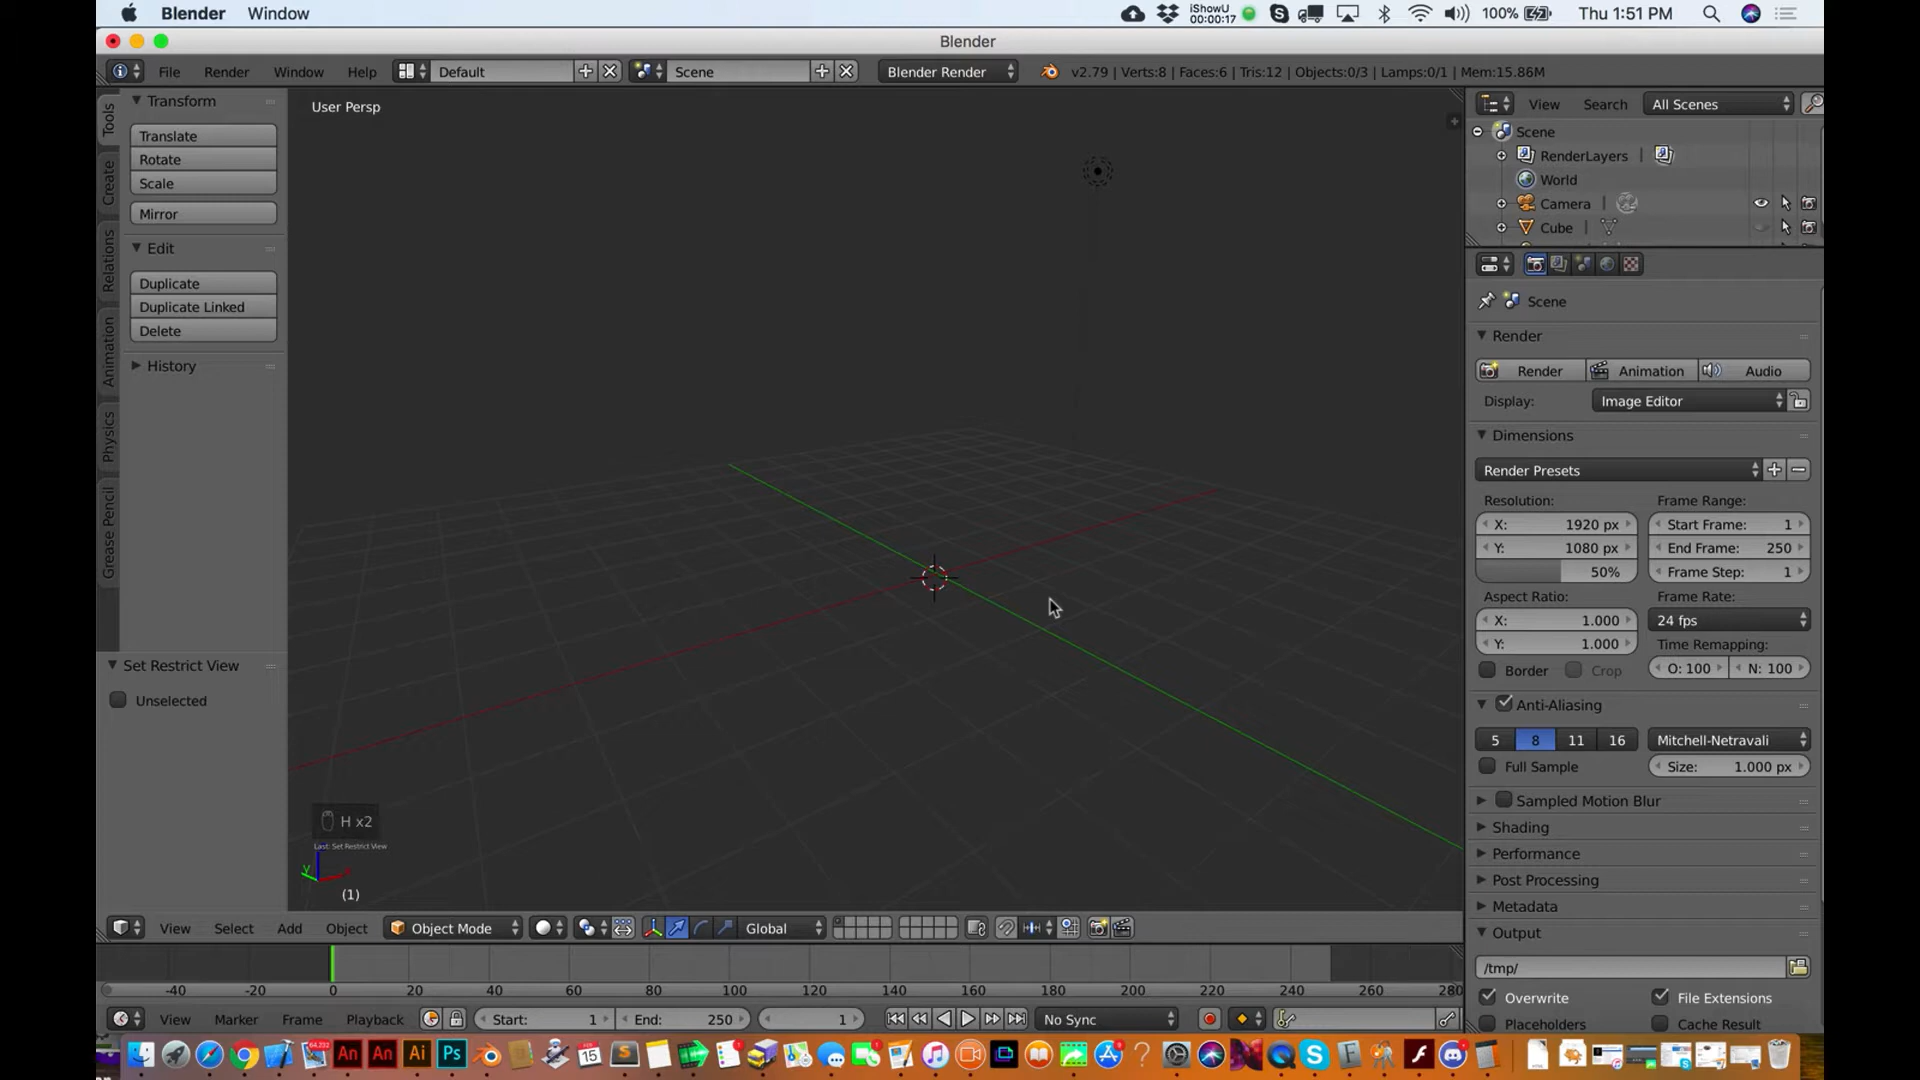 Blender Window
iShowU
00:00:17
100%
Thu 1:51 PM
Blender
File Render Window Help
Default
Scene
Blender Render
v2.79 | Verts:8 | Faces:6 | Tris:12 | Objects:0/3 | Lamps:0/1 | Mem:15.86M
Tools
Create
Relations
Animation
Physics
Grease Pencil
Transform
Translate
Rotate
Scale
Mirror
Edit
Duplicate
Duplicate Linked
Delete
History
Set Restrict View
Unselected
User Persp
H x2
Last: Set Restrict View
(1)
View Select Add Object Object Mode Global
-40 -20 0 20 40 60 80 100 120 140 160 180 200 220 240 260 280
View Marker Frame Playback Start: 1 End: 250 1 No Sync
View Search All Scenes
Scene
RenderLayers
World
Camera
Cube
Scene
Render
Render Animation Audio
Display: Image Editor
Dimensions
Render Presets
Resolution: Frame Range:
X: 1920 px Start Frame: 1
Y: 1080 px End Frame: 250
50% Frame Step: 1
Aspect Ratio: Frame Rate:
X: 1.000 24 fps
Y: 1.000 Time Remapping:
Border Crop O: 100 N: 100
Anti-Aliasing
5 8 11 16 Mitchell-Netravali
Full Sample Size: 1.000 px
Sampled Motion Blur
Shading
Performance
Post Processing
Metadata
Output
/tmp/
Overwrite File Extensions
Placeholders Cache Result
An An Ai Ps
15